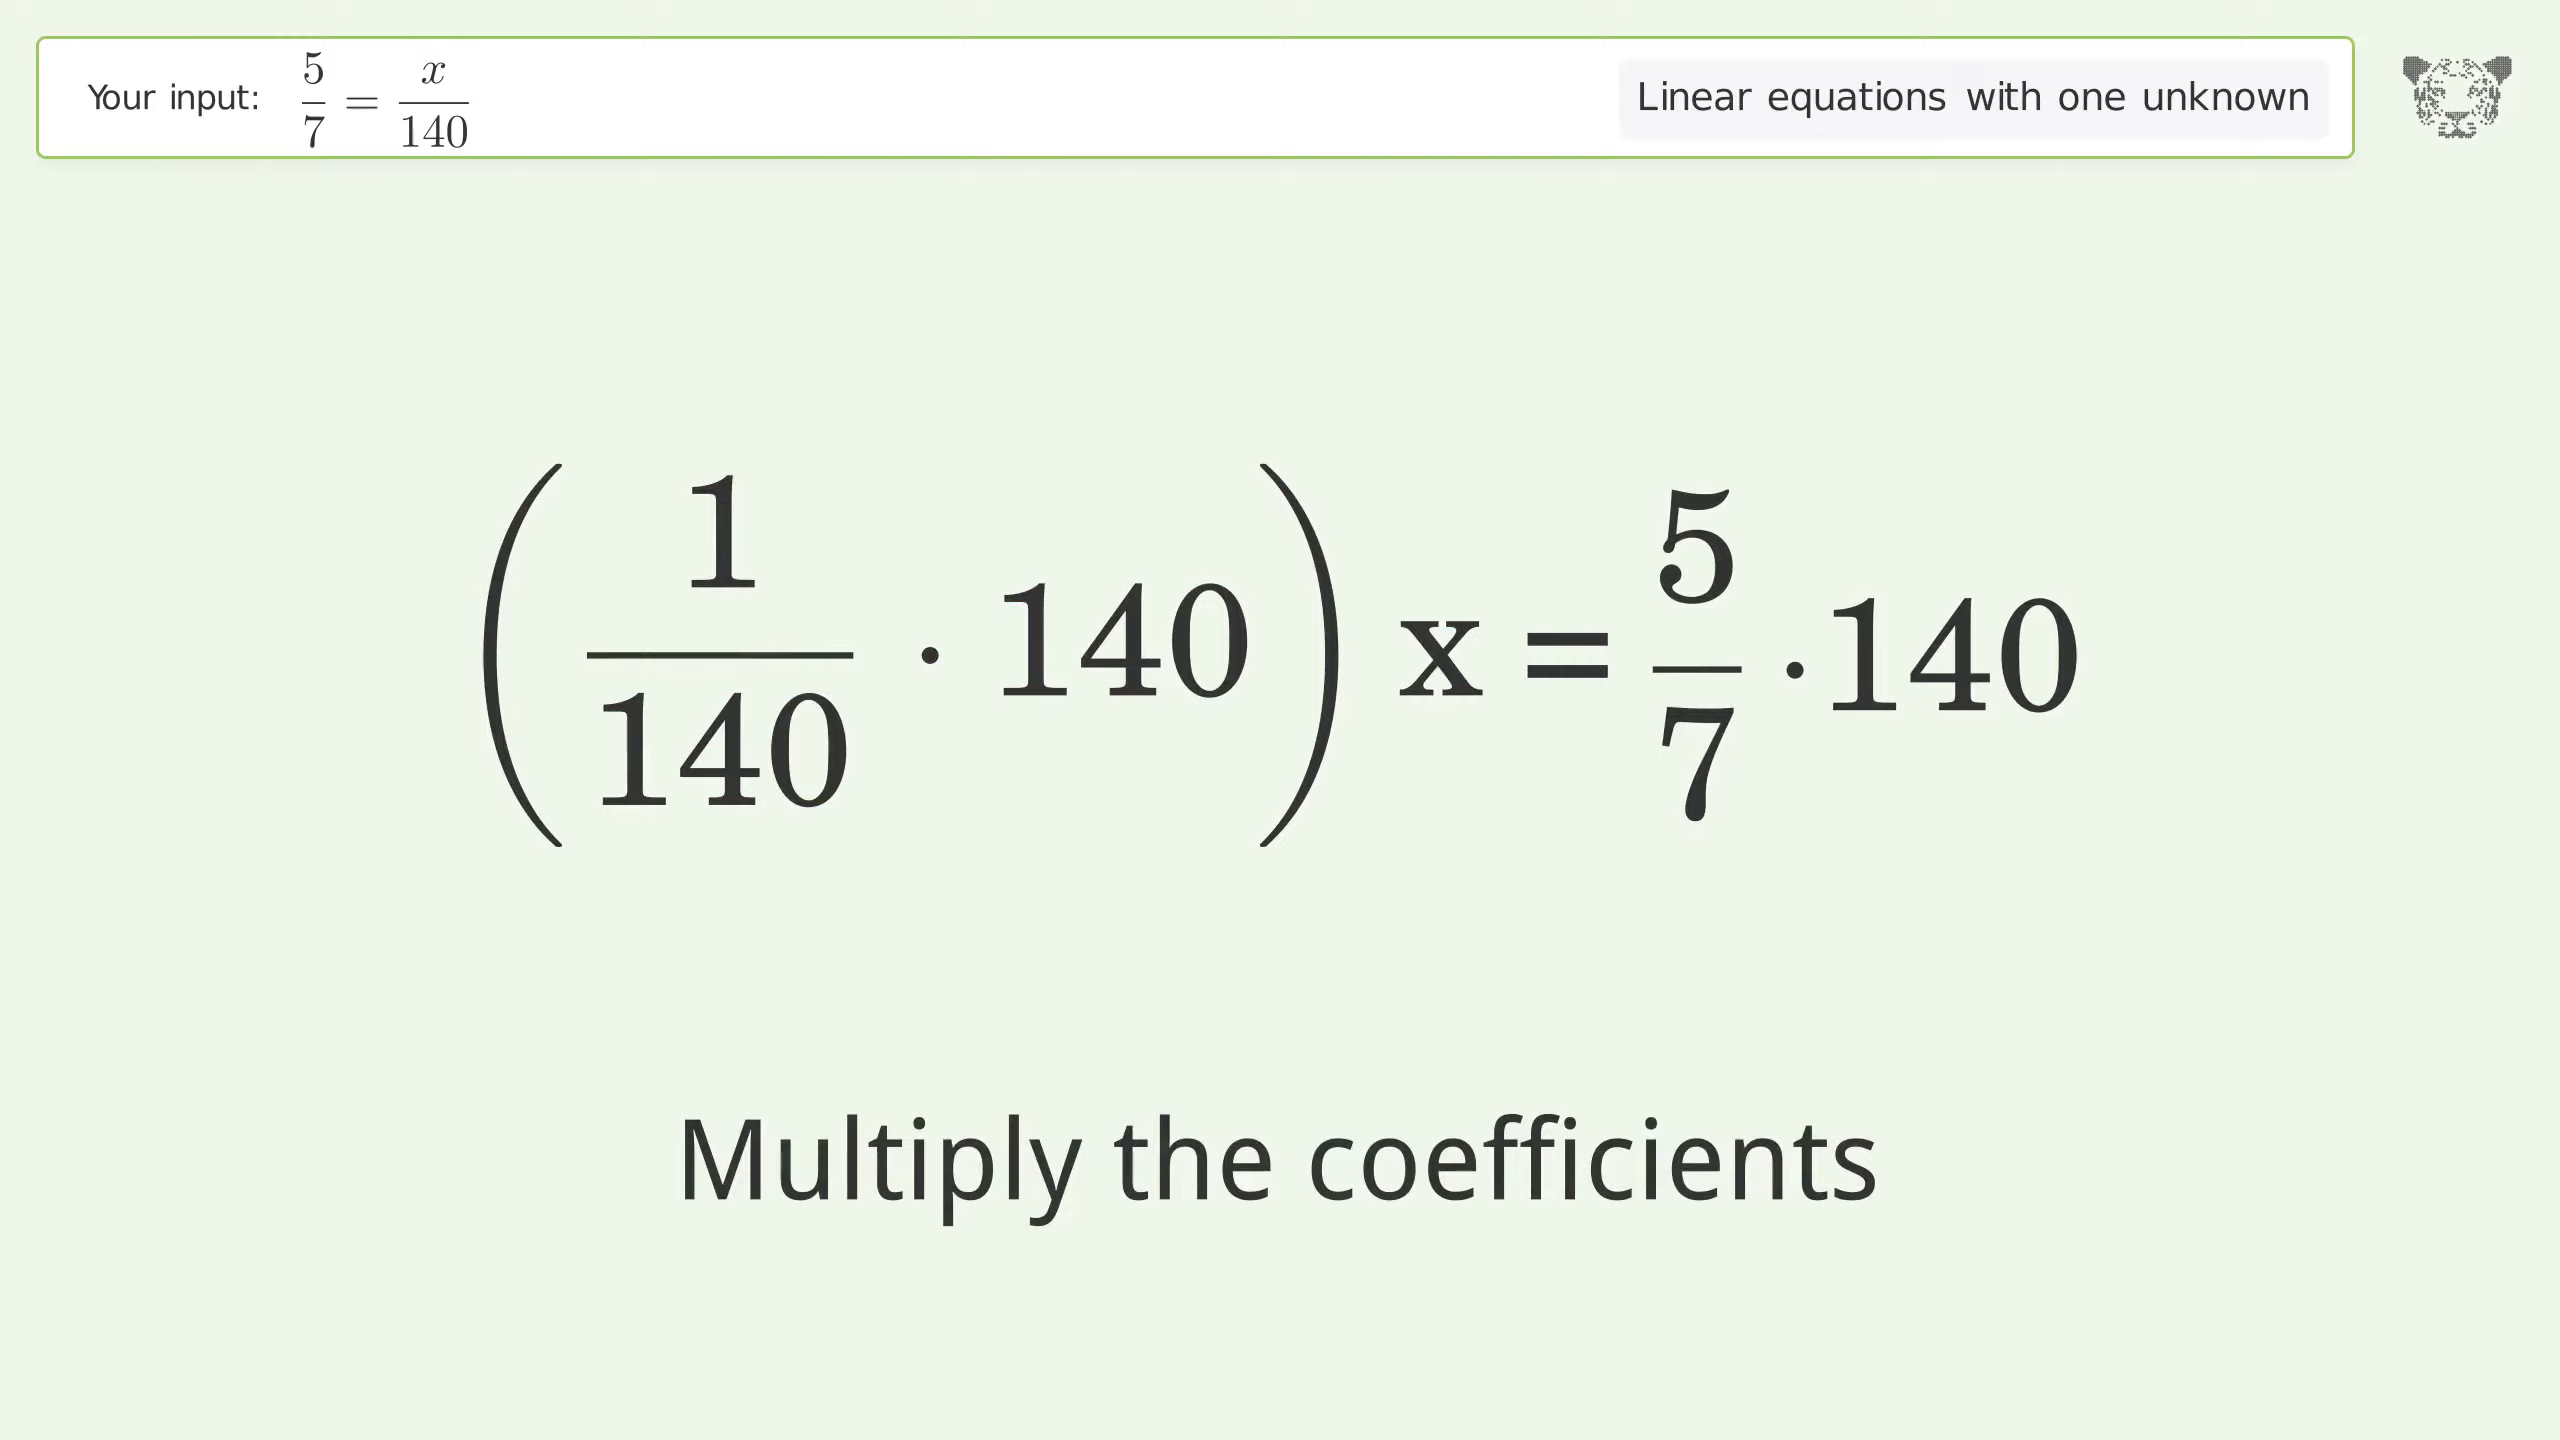 Your input: 5/7 = x/140
Linear equations with one unknown
(1/140 · 140) x = 5/7 · 140
Multiply the coefficients